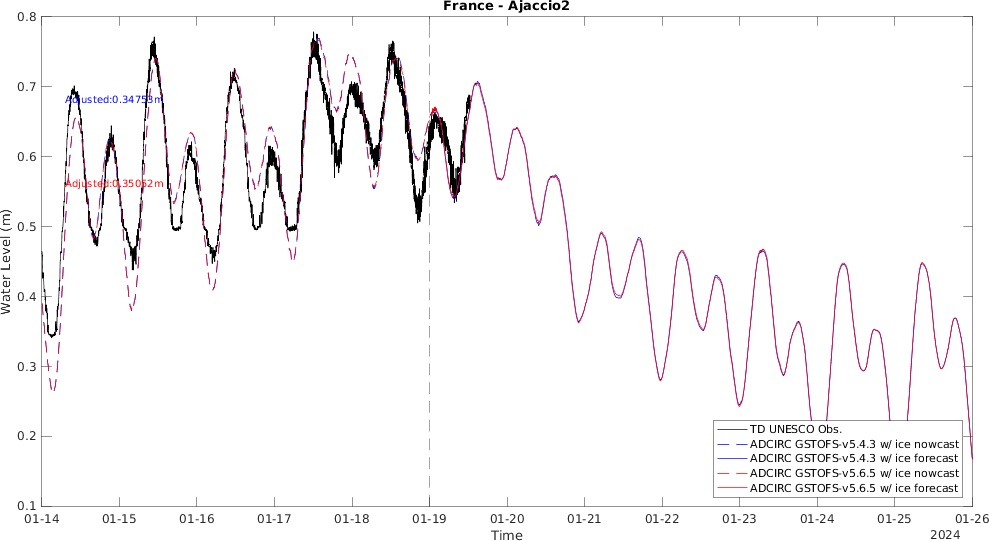 France - Ajaccio2
0.8
0.7
0.6
0.5
0.4
0.3
0.2
0.1
Water Level (m)
Adjusted:0.34753m
Adjusted:0.35062m
TD UNESCO Obs.
ADCIRC GSTOFS-v5.4.3 w/ ice nowcast
ADCIRC GSTOFS-v5.4.3 w/ ice forecast
ADCIRC GSTOFS-v5.6.5 w/ ice nowcast
ADCIRC GSTOFS-v5.6.5 w/ ice forecast
01-14 01-15 01-16 01-17 01-18 01-19 01-20 01-21 01-22 01-23 01-24 01-25 01-26
Time
2024